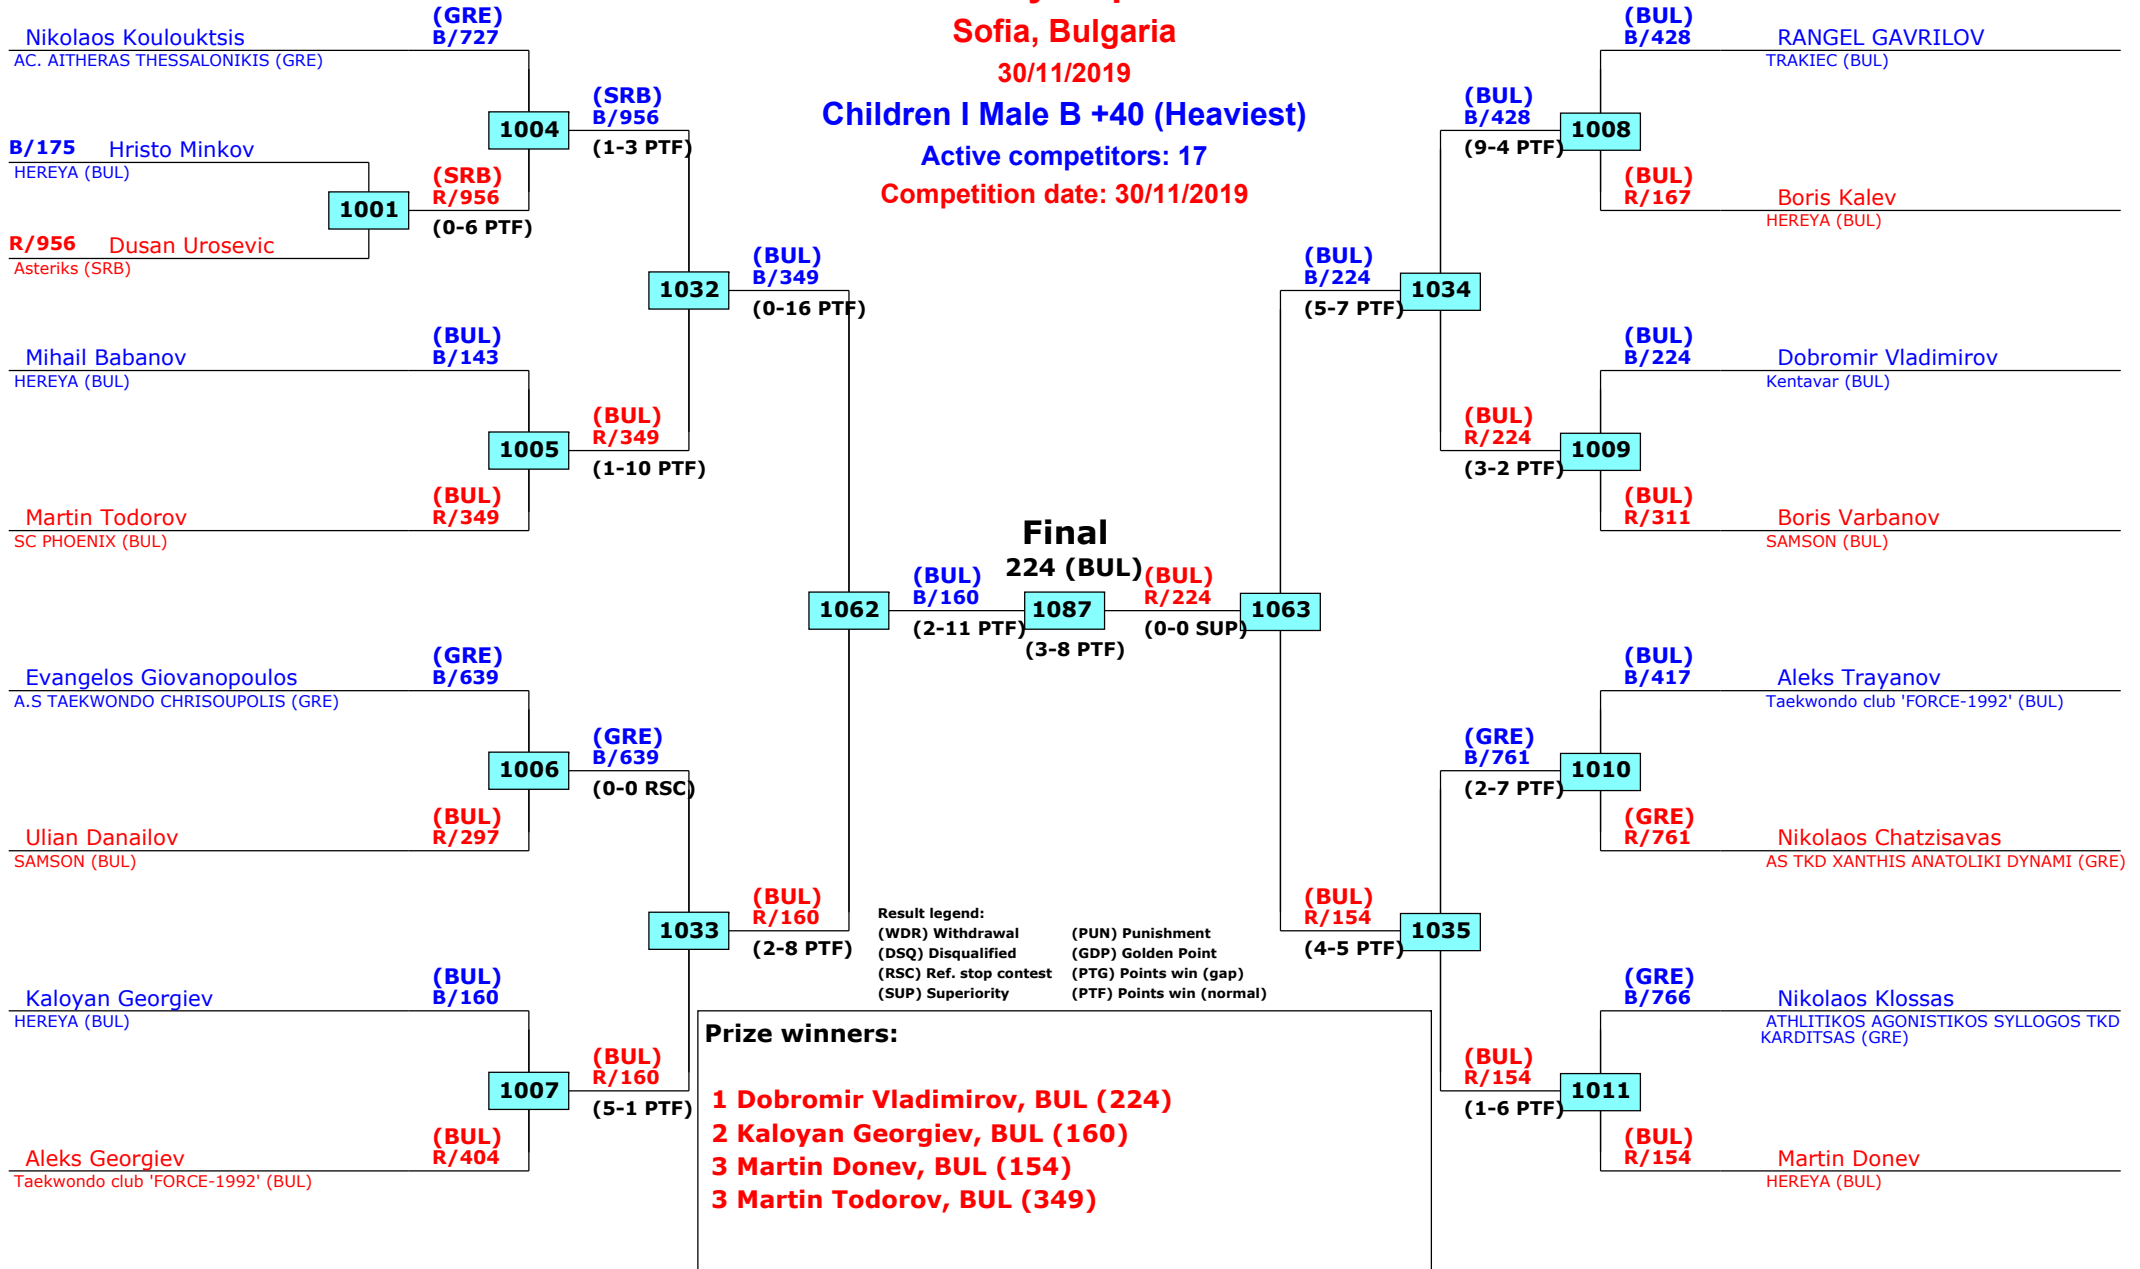 Sofia, Bulgaria
30/11/2019
Children I Male B +40 (Heaviest)
Active competitors: 17
Competition date: 30/11/2019
(GRE)
Nikolaos Koulouktsis B/727
AC. AITHERAS THESSALONIKIS (GRE)
1004
(SRB)
B/956
(1-3 PTF)
B/175 Hristo Minkov
HEREYA (BUL)
1001
(SRB)
R/956
(0-6 PTF)
R/956 Dusan Urosevic
Asteriks (SRB)
1032
(BUL)
B/349
(0-16 PTF)
(BUL)
Mihail Babanov B/143
HEREYA (BUL)
1005
(BUL)
R/349
(1-10 PTF)
(BUL)
Martin Todorov R/349
SC PHOENIX (BUL)
1062
(BUL)
B/160
(2-11 PTF)
Final
224 (BUL)
1087
(3-8 PTF)
(BUL)
R/224
(0-0 SUP)
1063
(GRE)
Evangelos Giovanopoulos B/639
A.S TAEKWONDO CHRISOUPOLIS (GRE)
1006
(GRE)
B/639
(0-0 RSC)
(BUL)
Ulian Danailov R/297
SAMSON (BUL)
1033
(BUL)
R/160
(2-8 PTF)
(BUL)
Kaloyan Georgiev B/160
HEREYA (BUL)
1007
(BUL)
R/160
(5-1 PTF)
(BUL)
Aleks Georgiev R/404
Taekwondo club 'FORCE-1992' (BUL)
(BUL)
B/428 RANGEL GAVRILOV
TRAKIEC (BUL)
(BUL)
B/428
(9-4 PTF)
1008
(BUL)
R/167 Boris Kalev
HEREYA (BUL)
(BUL)
B/224
(5-7 PTF)
1034
(BUL)
B/224 Dobromir Vladimirov
Kentavar (BUL)
(BUL)
R/224
(3-2 PTF)
1009
(BUL)
R/311 Boris Varbanov
SAMSON (BUL)
(BUL)
B/417 Aleks Trayanov
Taekwondo club 'FORCE-1992' (BUL)
(GRE)
B/761
(2-7 PTF)
1010
(GRE)
R/761 Nikolaos Chatzisavas
AS TKD XANTHIS ANATOLIKI DYNAMI (GRE)
(BUL)
R/154
(4-5 PTF)
1035
(GRE)
B/766 Nikolaos Klossas
ATHLITIKOS AGONISTIKOS SYLLOGOS TKD
KARDITSAS (GRE)
(BUL)
R/154
(1-6 PTF)
1011
(BUL)
R/154 Martin Donev
HEREYA (BUL)
Result legend:
(WDR) Withdrawal (PUN) Punishment
(DSQ) Disqualified (GDP) Golden Point
(RSC) Ref. stop contest (PTG) Points win (gap)
(SUP) Superiority (PTF) Points win (normal)
Prize winners:
1 Dobromir Vladimirov, BUL (224)
2 Kaloyan Georgiev, BUL (160)
3 Martin Donev, BUL (154)
3 Martin Todorov, BUL (349)